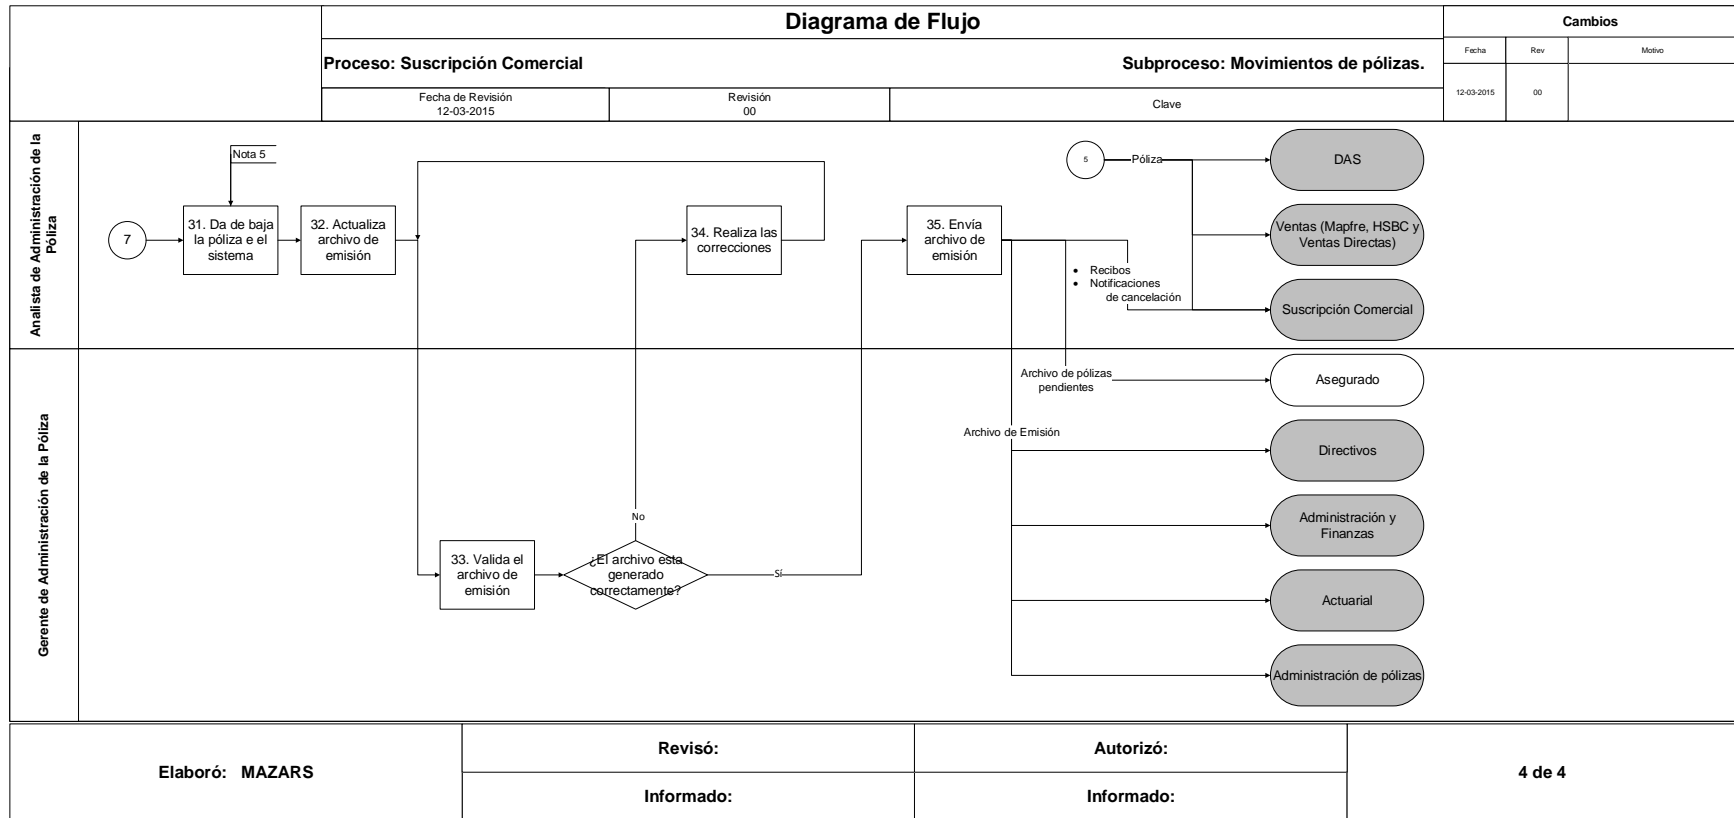 Diagrama de Flujo
Cambios
Proceso: Suscripción Comercial
Subproceso: Movimientos de pólizas.
Fecha
Rev
Motivo
Fecha de Revisión
12-03-2015
Revisión
00
Clave
12-03-2015
00
Analista de Administración de la
Póliza
Nota 5
7
31. Da de baja
la póliza e el
sistema
32. Actualiza
archivo de
emisión
34. Realiza las
correcciones
35. Envía
archivo de
emisión
5
Póliza
DAS
Ventas (Mapfre, HSBC y
Ventas Directas)
• Recibos
• Notificaciones
de cancelación
Suscripción Comercial
Gerente de Administración de la Póliza
Archivo de pólizas
pendientes
Asegurado
Archivo de Emisión
Directivos
No
Administración y
Finanzas
33. Valida el
archivo de
emisión
¿El archivo esta
generado
correctamente?
Sí
Actuarial
Administración de pólizas
Elaboró: MAZARS
Revisó:
Autorizó:
4 de 4
Informado:
Informado: